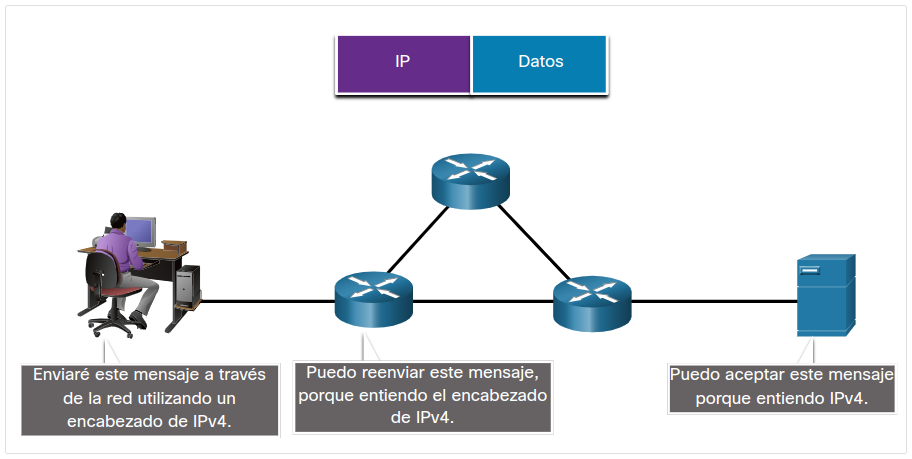 IP
Datos
Enviaré este mensaje a través
de la red utilizando un
encabezado de IPv4.
Puedo reenviar este mensaje,
porque entiendo el encabezado
de IPv4.
Puedo aceptar este mensaje
porque entiendo IPv4.